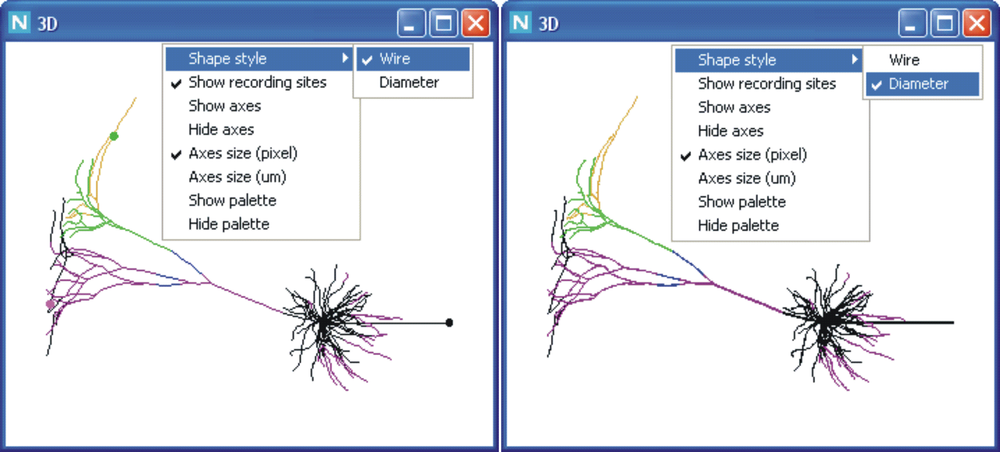 N 3D
Shape style
Wire
Show recording sites
Diameter
Show axes
Hide axes
Axes size (pixel)
Axes size (um)
Show palette
Hide palette
N 3D
Shape style
Wire
Show recording sites
Diameter
Show axes
Hide axes
Axes size (pixel)
Axes size (um)
Show palette
Hide palette